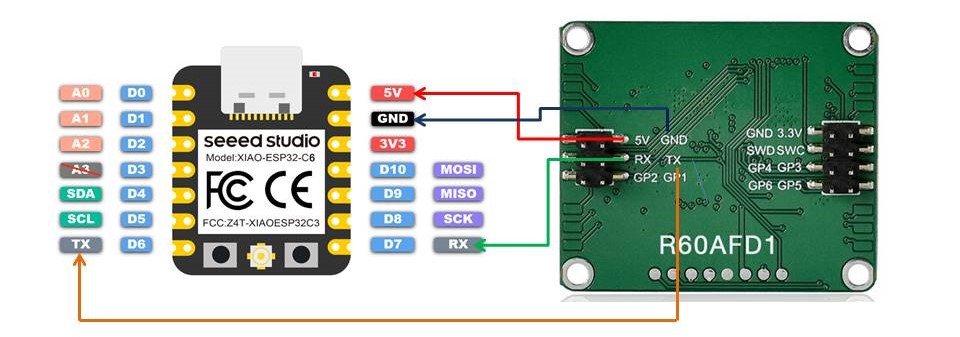 A0 D0 5V
A1 D1 GND
A2 D2 3V3
A3 D3 D10 MOSI
SDA D4 D9 MISO
SCL D5 D8 SCK
TX D6 D7 RX
seeed studio
Model:XIAO-ESP32-C6
FC CE
FCC:Z4T-XIAOESP32C3
5V GND
RX TX
GP2 GP1
GND 3.3V
SWD SWC
GP4 GP3
GP6 GP5
R60AFD1